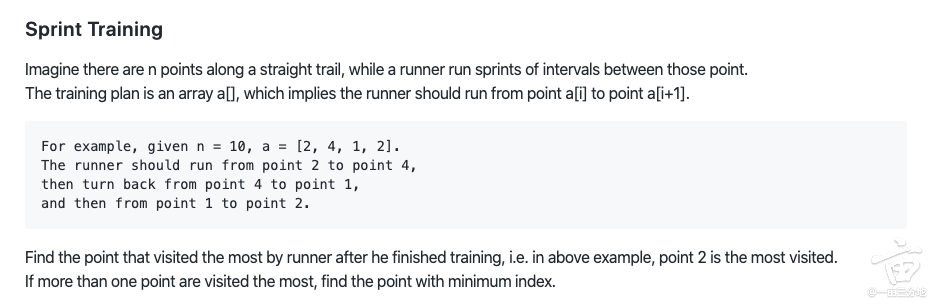 Sprint Training
Imagine there are n points along a straight trail, while a runner run sprints of intervals between those point.
The training plan is an array a[], which implies the runner should run from point a[i] to point a[i+1].
For example, given n = 10, a = [2, 4, 1, 2].
The runner should run from point 2 to point 4,
then turn back from point 4 to point 1,
and then from point 1 to point 2.
Find the point that visited the most by runner after he finished training, i.e. in above example, point 2 is the most visited.
If more than one point are visited the most, find the point with minimum index.